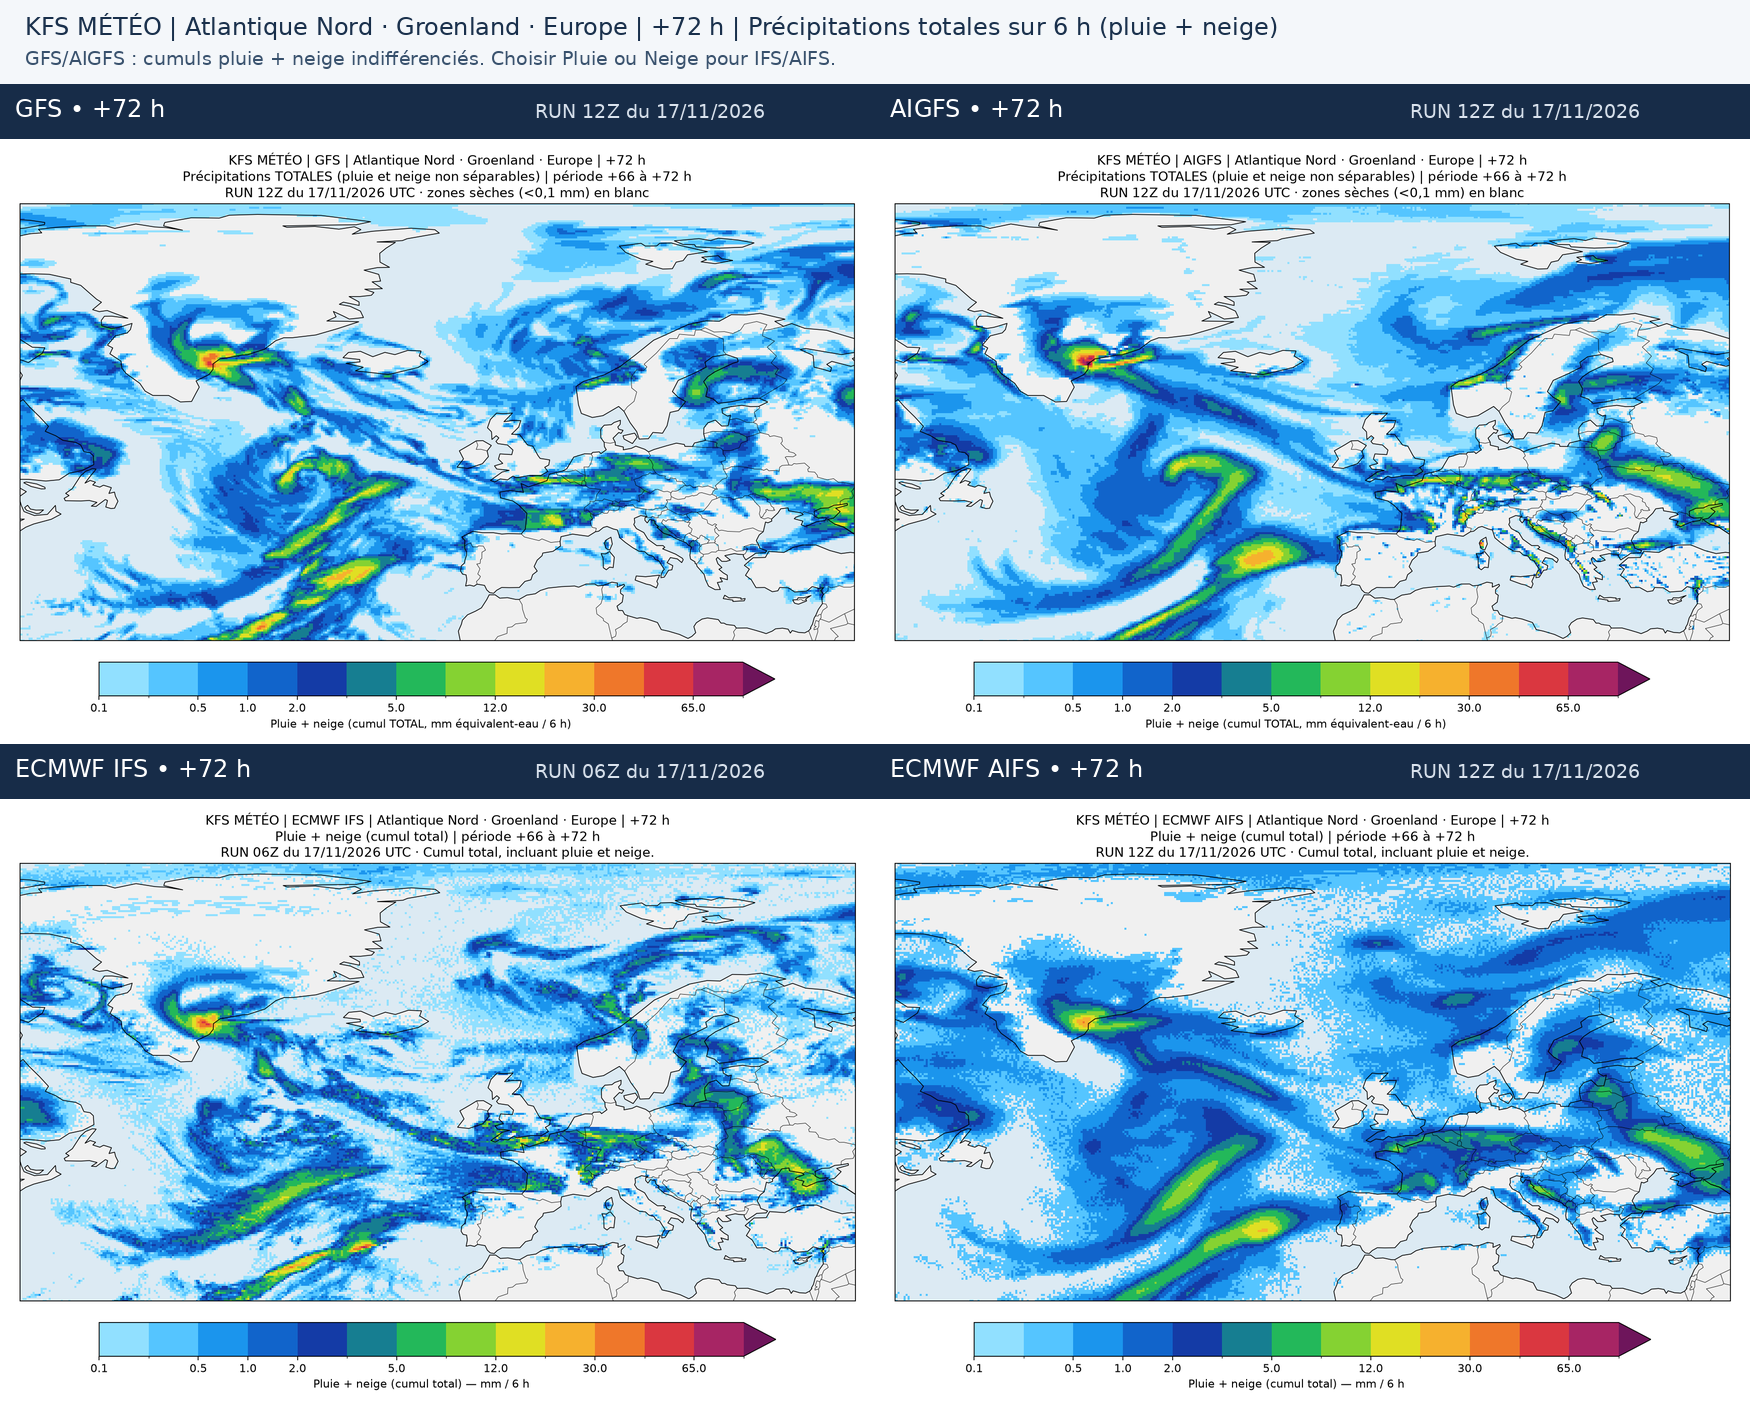 KFS MÉTÉO | Atlantique Nord · Groenland · Europe | +72 h | Précipitations totales sur 6 h (pluie + neige)
GFS/AIGFS : cumuls pluie + neige indifférenciés. Choisir Pluie ou Neige pour IFS/AIFS.
GFS • +72 h RUN 12Z du 17/11/2026
KFS MÉTÉO | GFS | Atlantique Nord · Groenland · Europe | +72 h
Précipitations TOTALES (pluie et neige non séparables) | période +66 à +72 h
RUN 12Z du 17/11/2026 UTC · zones sèches (<0,1 mm) en blanc
0.1 0.5 1.0 2.0 5.0 12.0 30.0 65.0
Pluie + neige (cumul TOTAL, mm équivalent-eau / 6 h)
AIGFS • +72 h RUN 12Z du 17/11/2026
KFS MÉTÉO | AIGFS | Atlantique Nord · Groenland · Europe | +72 h
Précipitations TOTALES (pluie et neige non séparables) | période +66 à +72 h
RUN 12Z du 17/11/2026 UTC · zones sèches (<0,1 mm) en blanc
0.1 0.5 1.0 2.0 5.0 12.0 30.0 65.0
Pluie + neige (cumul TOTAL, mm équivalent-eau / 6 h)
ECMWF IFS • +72 h RUN 06Z du 17/11/2026
KFS MÉTÉO | ECMWF IFS | Atlantique Nord · Groenland · Europe | +72 h
Pluie + neige (cumul total) | période +66 à +72 h
RUN 06Z du 17/11/2026 UTC · Cumul total, incluant pluie et neige.
0.1 0.5 1.0 2.0 5.0 12.0 30.0 65.0
Pluie + neige (cumul total) — mm / 6 h
ECMWF AIFS • +72 h RUN 12Z du 17/11/2026
KFS MÉTÉO | ECMWF AIFS | Atlantique Nord · Groenland · Europe | +72 h
Pluie + neige (cumul total) | période +66 à +72 h
RUN 12Z du 17/11/2026 UTC · Cumul total, incluant pluie et neige.
0.1 0.5 1.0 2.0 5.0 12.0 30.0 65.0
Pluie + neige (cumul total) — mm / 6 h